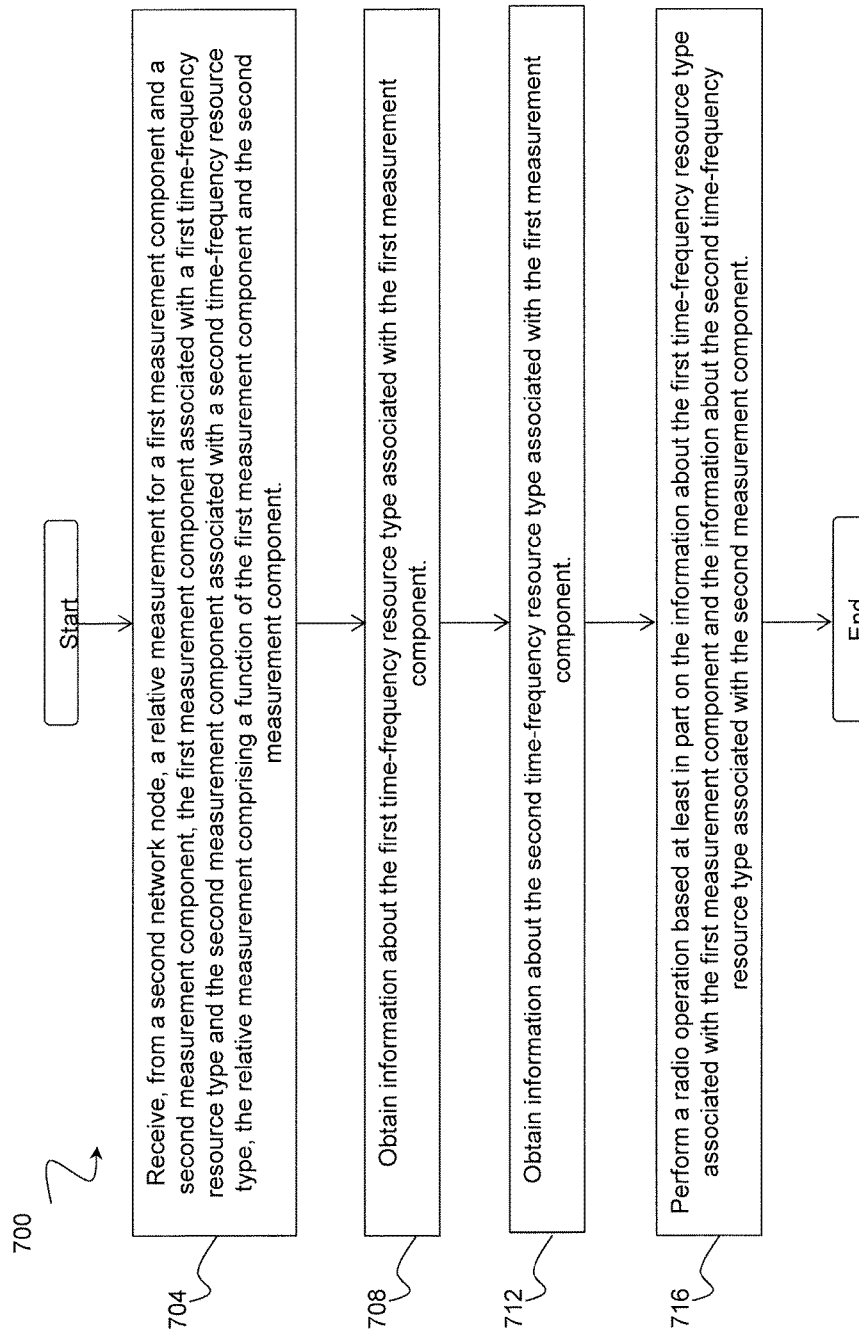 700
Start
704
Receive, from a second network node, a relative measurement for a first measurement component and a
second measurement component, the first measurement component associated with a first time-frequency
resource type and the second measurement component associated with a second time-frequency resource
type, the relative measurement comprising a function of the first measurement component and the second
measurement component.
708
Obtain information about the first time-frequency resource type associated with the first measurement
component.
712
Obtain information about the second time-frequency resource type associated with the first measurement
component.
716
Perform a radio operation based at least in part on the information about the first time-frequency resource type
associated with the first measurement component and the information about the second time-frequency
resource type associated with the second measurement component.
End